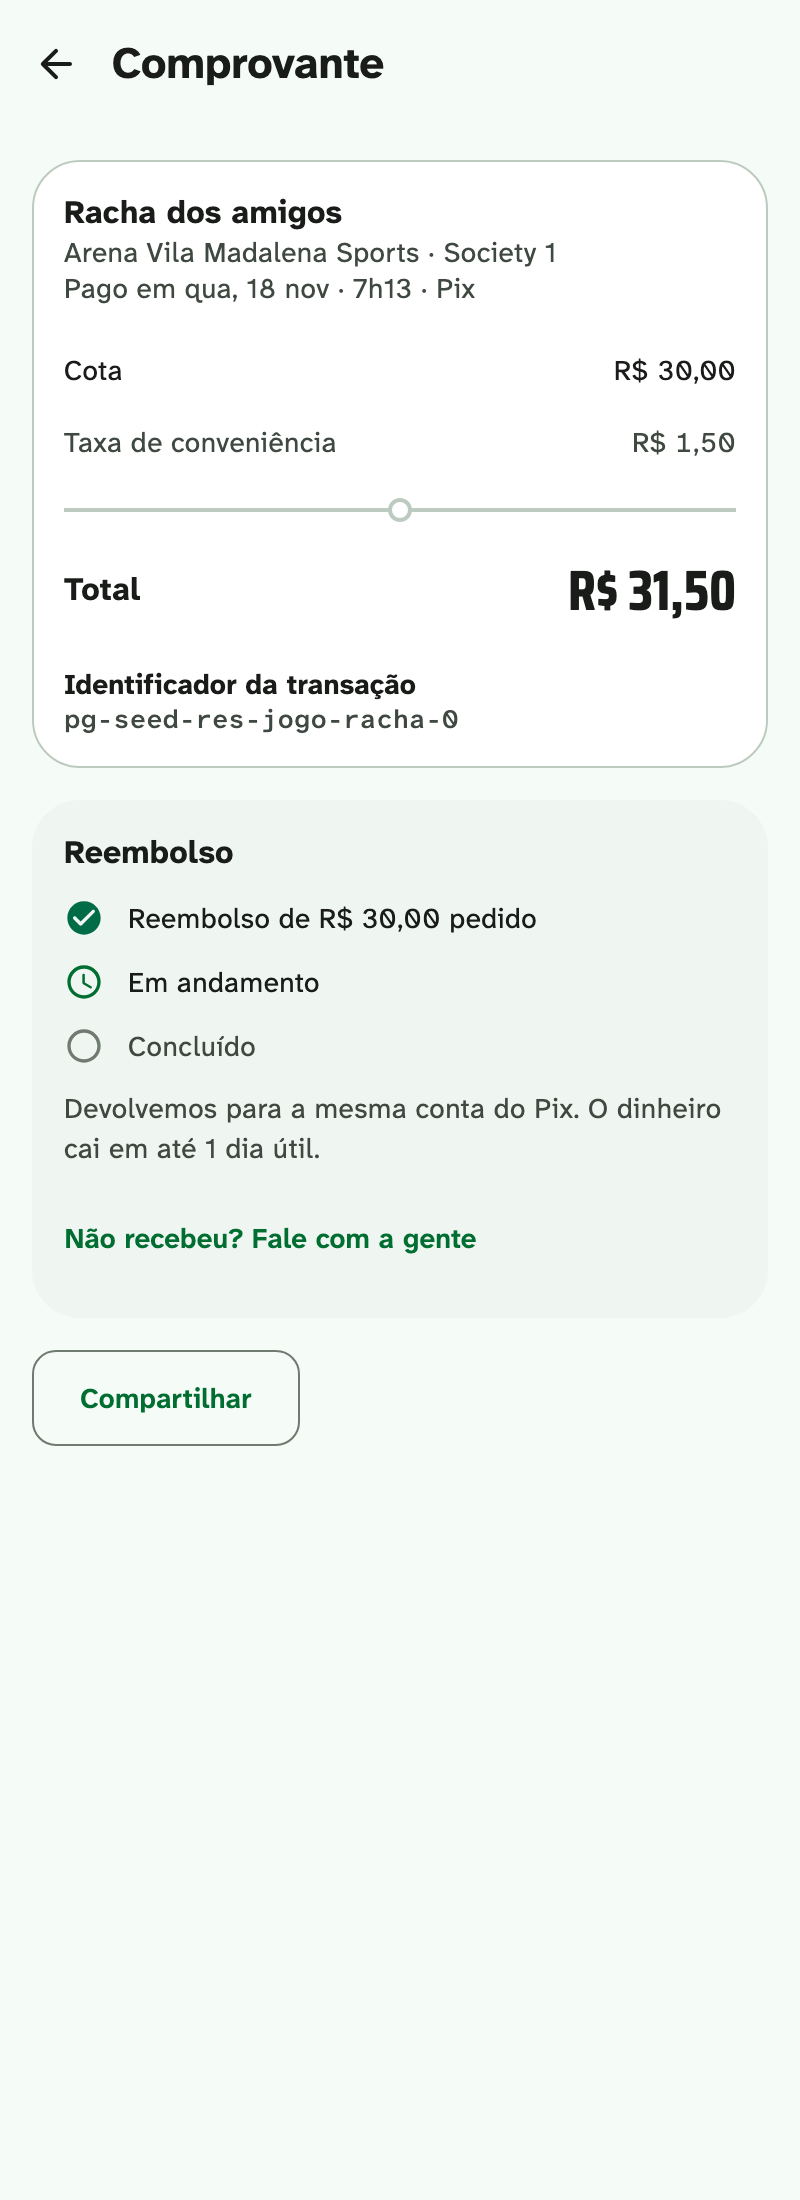 Comprovante
Racha dos amigos
Arena Vila Madalena Sports · Society 1
Pago em qua, 18 nov · 7h13 · Pix
Cota R$ 30,00
Taxa de conveniência R$ 1,50
Total R$ 31,50
Identificador da transação
pg-seed-res-jogo-racha-0
Reembolso
Reembolso de R$ 30,00 pedido
Em andamento
Concluído
Devolvemos para a mesma conta do Pix. O dinheiro
cai em até 1 dia útil.
Não recebeu? Fale com a gente
Compartilhar